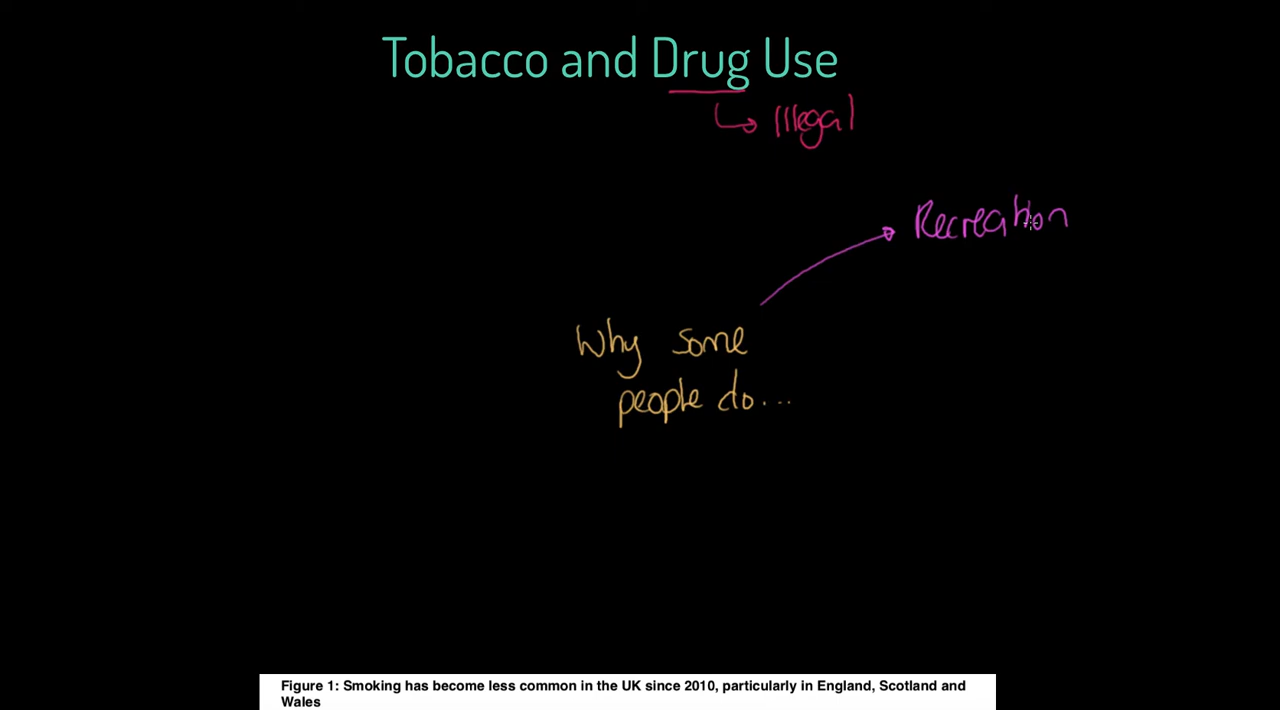 Tobacco and Drug Use
Illegal
Recreation
Why some
people do...
Figure 1: Smoking has become less common in the UK since 2010, particularly in England, Scotland and
Wales